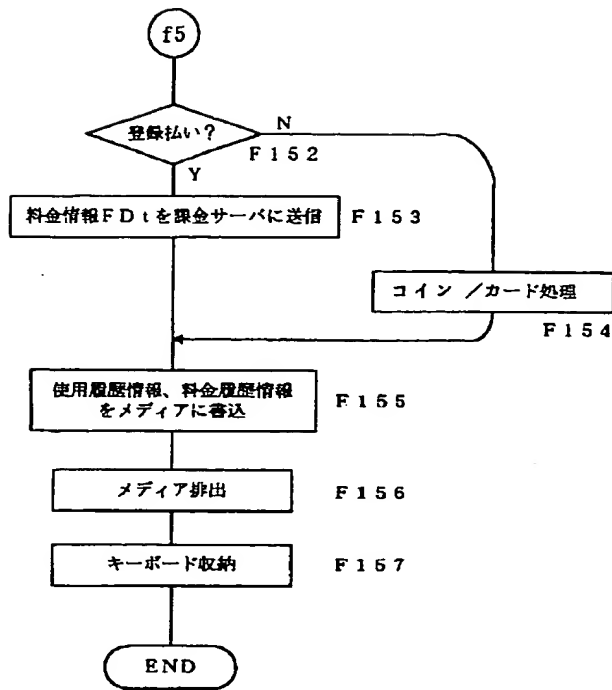 f5
登録払い?
N
F152
Y
料金情報FDtを課金サーバに送信
F153
コイン /カード処理
F154
使用履歴情報、料金履歴情報
をメディアに書込
F155
メディア排出
F156
キーボード収納
F157
END